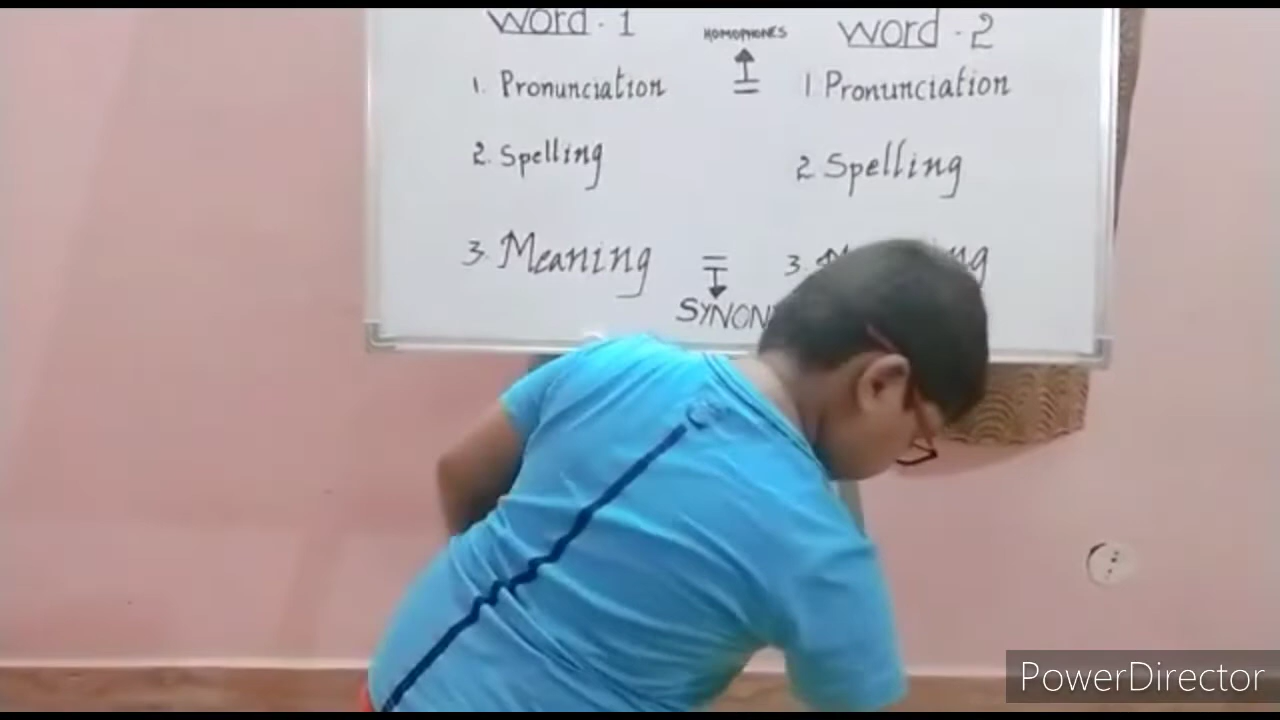 Word - 1 HOMOPHONES Word - 2
1. Pronunciation = 1 Pronunciation
2. Spelling 2. Spelling
3. Meaning = 3.
PowerDirector